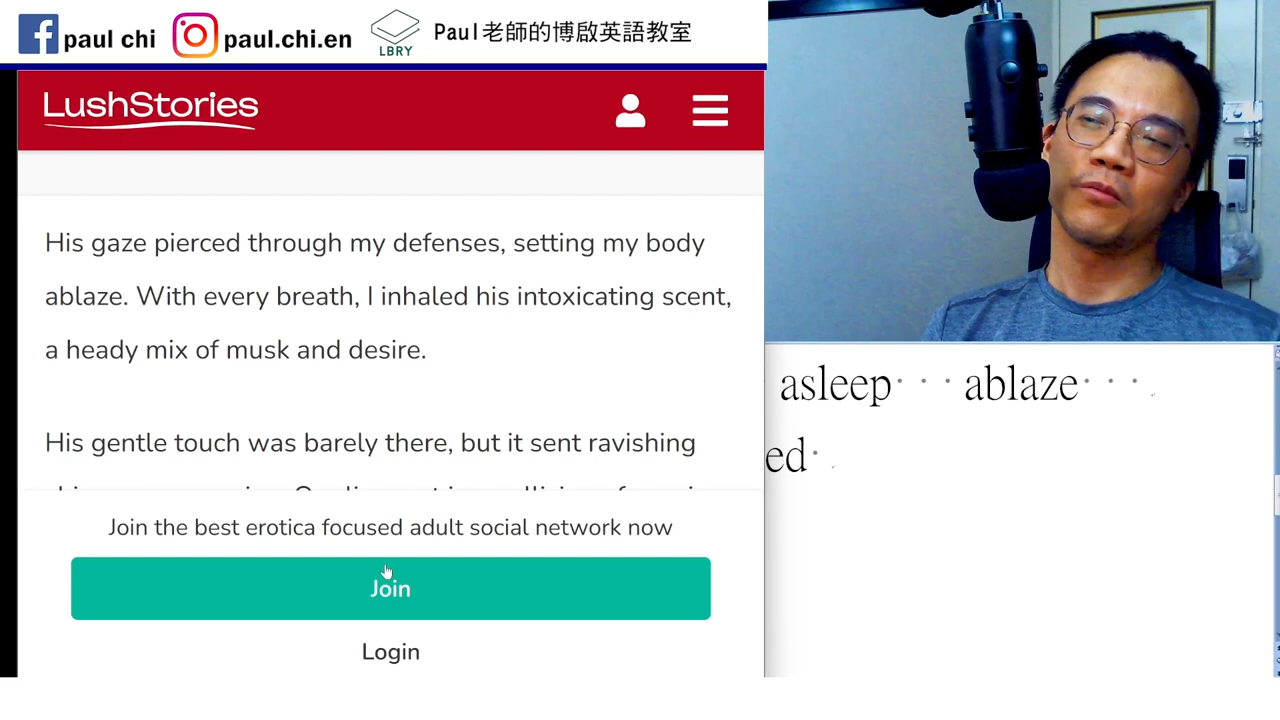 paul chi
paul.chi.en
LBRY
Paul老師的博啟英語教室
LushStories
His gaze pierced through my defenses, setting my body
ablaze. With every breath, I inhaled his intoxicating scent,
a heady mix of musk and desire.
His gentle touch was barely there, but it sent ravishing
Join the best erotica focused adult social network now
Join
Login
asleep ablaze
ed